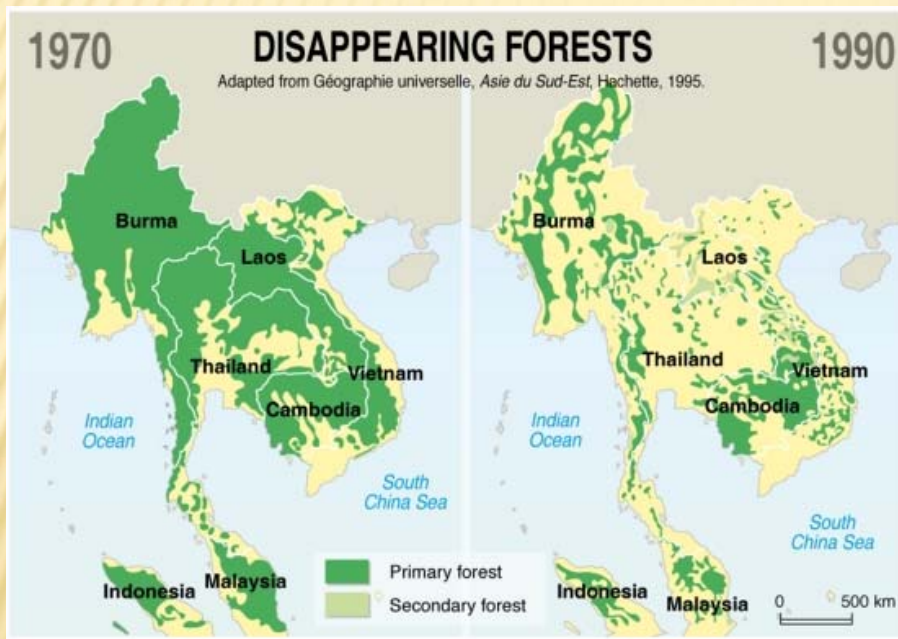 1970
DISAPPEARING FORESTS
1990
Adapted from Géographie universelle, Asie du Sud-Est, Hachette, 1995.
Burma
Laos
Thailand
Vietnam
Cambodia
Indian
Ocean
South
China Sea
Indonesia
Malaysia
Burma
Laos
Thailand
Vietnam
Cambodia
Indian
Ocean
South
China Sea
Indonesia
Malaysia
Primary forest
Secondary forest
0 500 km